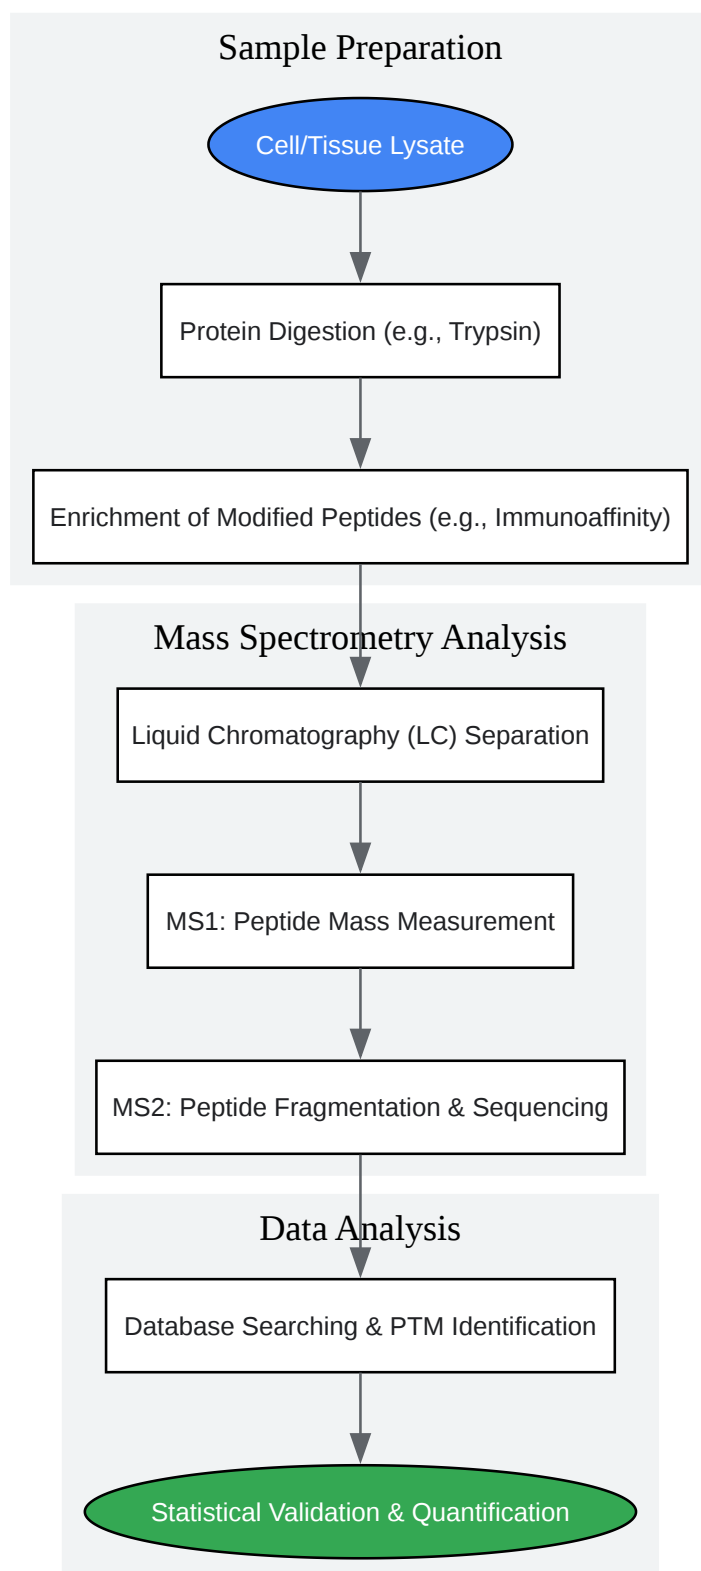 Sample Preparation
Cell/Tissue Lysate
Protein Digestion (e.g., Trypsin)
Enrichment of Modified Peptides (e.g., Immunoaffinity)
Mass Spectrometry Analysis
Liquid Chromatography (LC) Separation
MS1: Peptide Mass Measurement
MS2: Peptide Fragmentation & Sequencing
Data Analysis
Database Searching & PTM Identification
Statistical Validation & Quantification